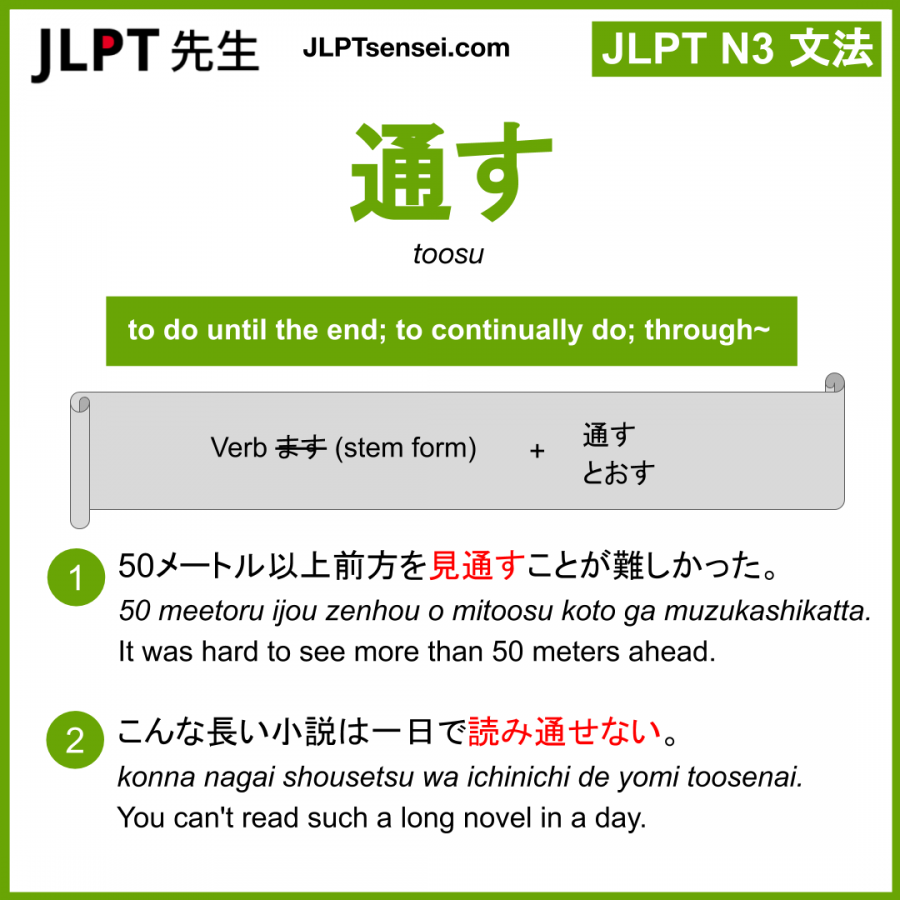 JLPT 先生
JLPTsensei.com
JLPT N3 文法
通す
toosu
to do until the end; to continually do; through~
Verb ます (stem form) + 通す
とおす
1 50メートル以上前方を見通すことが難しかった。
50 meetoru ijou zenhou o mitoosu koto ga muzukashikatta.
It was hard to see more than 50 meters ahead.
2 こんな長い小説は一日で読み通せない。
konna nagai shousetsu wa ichinichi de yomi toosenai.
You can't read such a long novel in a day.